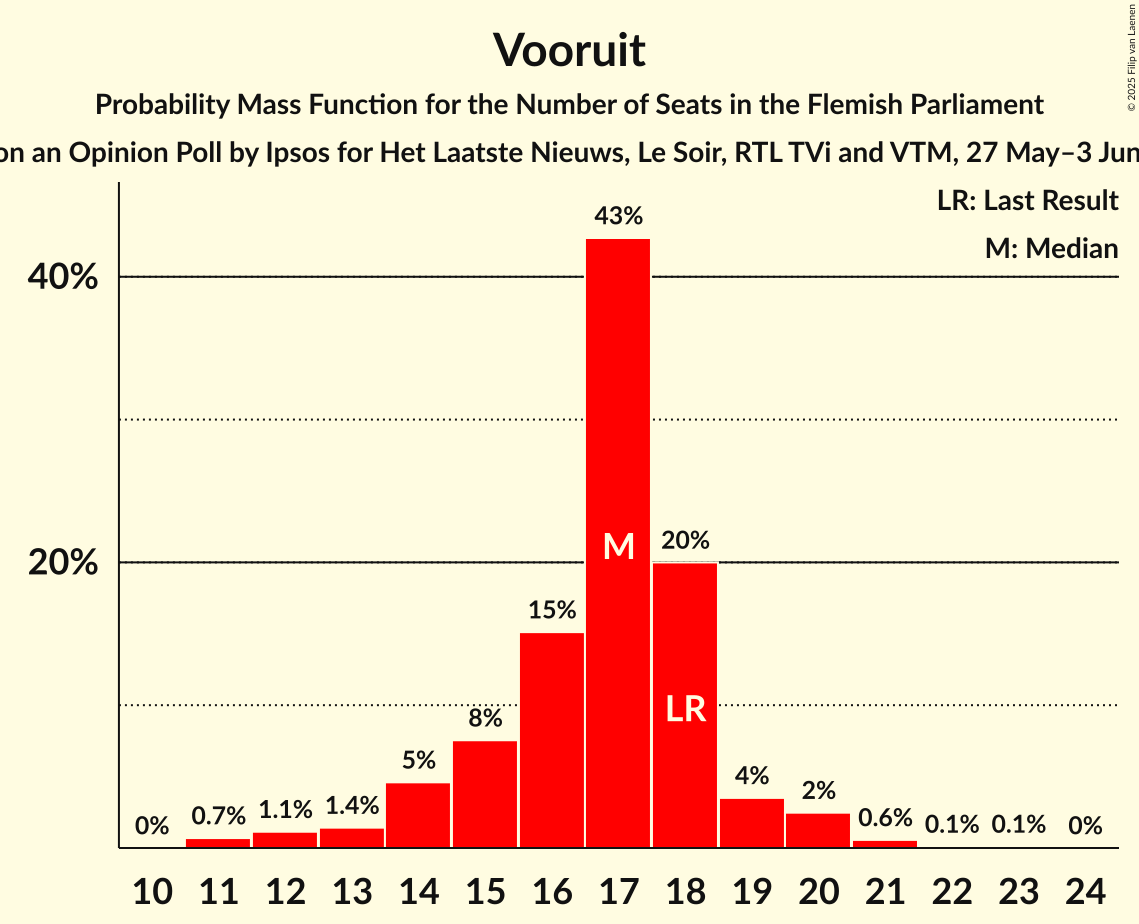 Vooruit
Probability Mass Function for the Number of Seats in the Flemish Parliament
on an Opinion Poll by Ipsos for Het Laatste Nieuws, Le Soir, RTL TVi and VTM, 27 May–3 Jun
© 2025 Filip van Laenen
LR: Last Result
M: Median
40%
20%
0%
0.7%
1.1%
1.4%
5%
8%
15%
43%
20%
4%
2%
0.6%
0.1%
0.1%
0%
M
LR
10 11 12 13 14 15 16 17 18 19 20 21 22 23 24